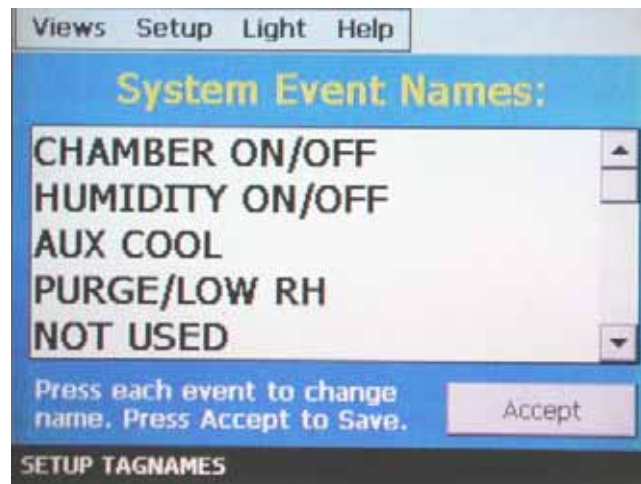 Views Setup Light Help
System Event Names:
CHAMBER ON/OFF
HUMIDITY ON/OFF
AUX COOL
PURGE/LOW RH
NOT USED
Press each event to change
name. Press Accept to Save.
Accept
SETUP TAGNAMES